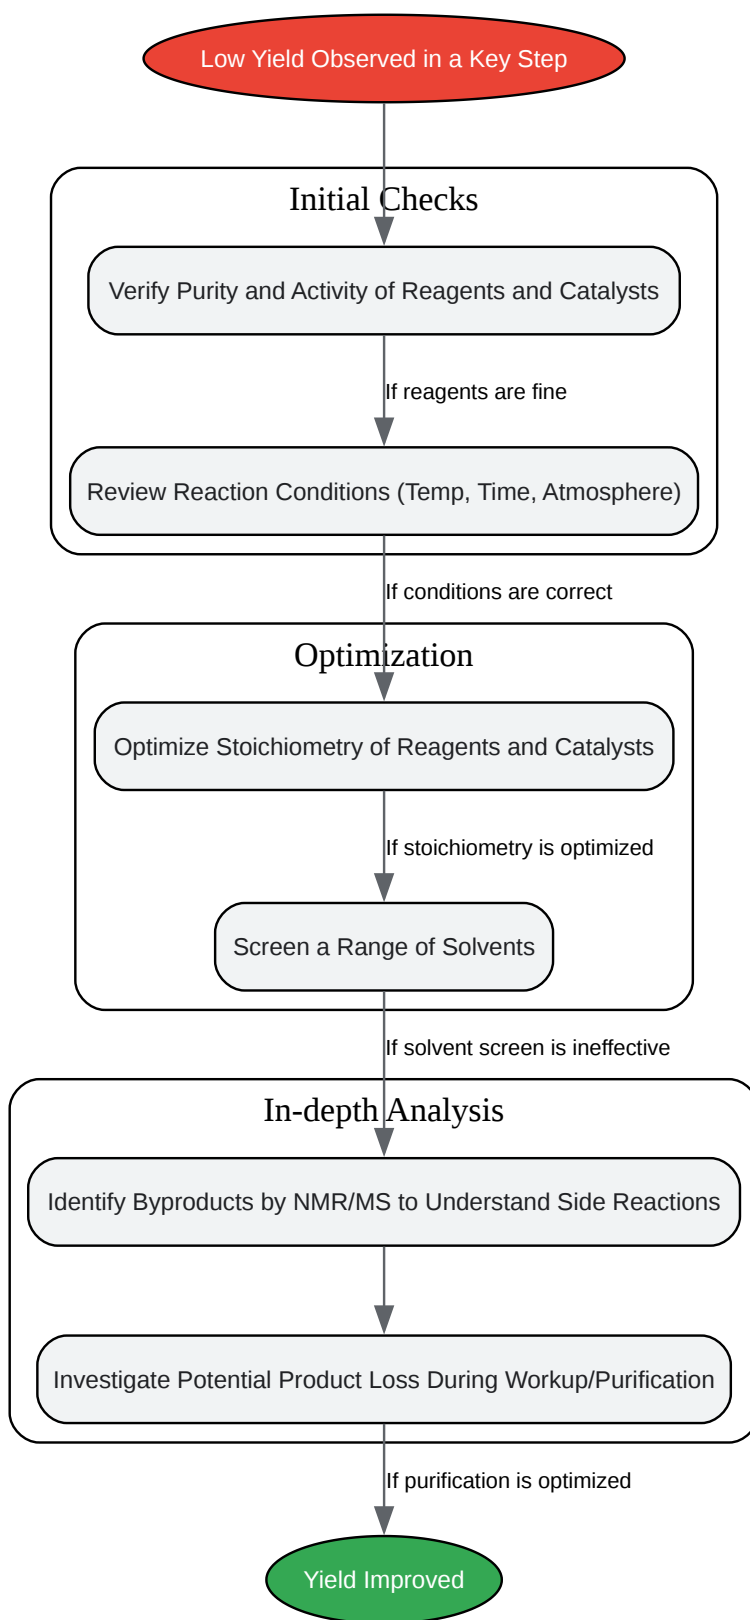 Low Yield Observed in a Key Step
Initial Checks
Verify Purity and Activity of Reagents and Catalysts
If reagents are fine
Review Reaction Conditions (Temp, Time, Atmosphere)
If conditions are correct
Optimization
Optimize Stoichiometry of Reagents and Catalysts
If stoichiometry is optimized
Screen a Range of Solvents
If solvent screen is ineffective
In-depth Analysis
Identify Byproducts by NMR/MS to Understand Side Reactions
Investigate Potential Product Loss During Workup/Purification
If purification is optimized
Yield Improved